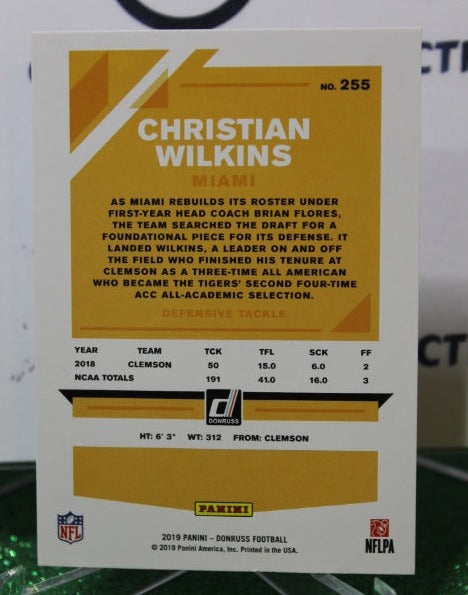 CT
NO. 255
CHRISTIAN
WILKINS
MIAMI
AS MIAMI REBUILDS ITS ROSTER UNDER
FIRST-YEAR HEAD COACH BRIAN FLORES,
THE TEAM SEARCHED THE DRAFT FOR A
FOUNDATIONAL PIECE FOR ITS DEFENSE. IT
LANDED WILKINS, A LEADER ON AND OFF
THE FIELD WHO FINISHED HIS TENURE AT
CLEMSON AS A THREE-TIME ALL AMERICAN
WHO BECAME THE TIGERS' SECOND FOUR-TIME
ACC ALL-ACADEMIC SELECTION.
DEFENSIVE TACKLE
YEAR TEAM TCK TFL SCK FF
2018 CLEMSON 50 15.0 6.0 2
NCAA TOTALS 191 41.0 16.0 3
DONRUSS
HT: 6' 3" WT: 312 FROM: CLEMSON
PANINI
NFL
2019 PANINI – DONRUSS FOOTBALL
© 2019 Panini America, Inc. Printed in the USA.
NFLPA